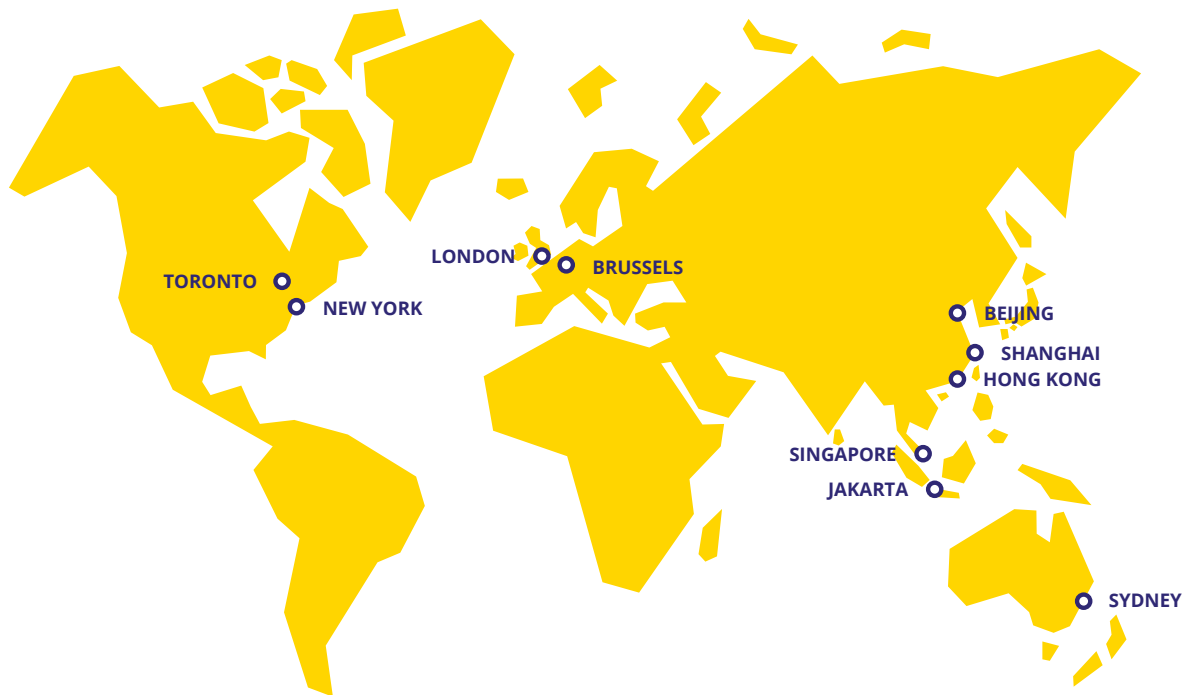 LONDON
BRUSSELS
TORONTO
NEW YORK
BEIJING
SHANGHAI
HONG KONG
SINGAPORE
JAKARTA
SYDNEY